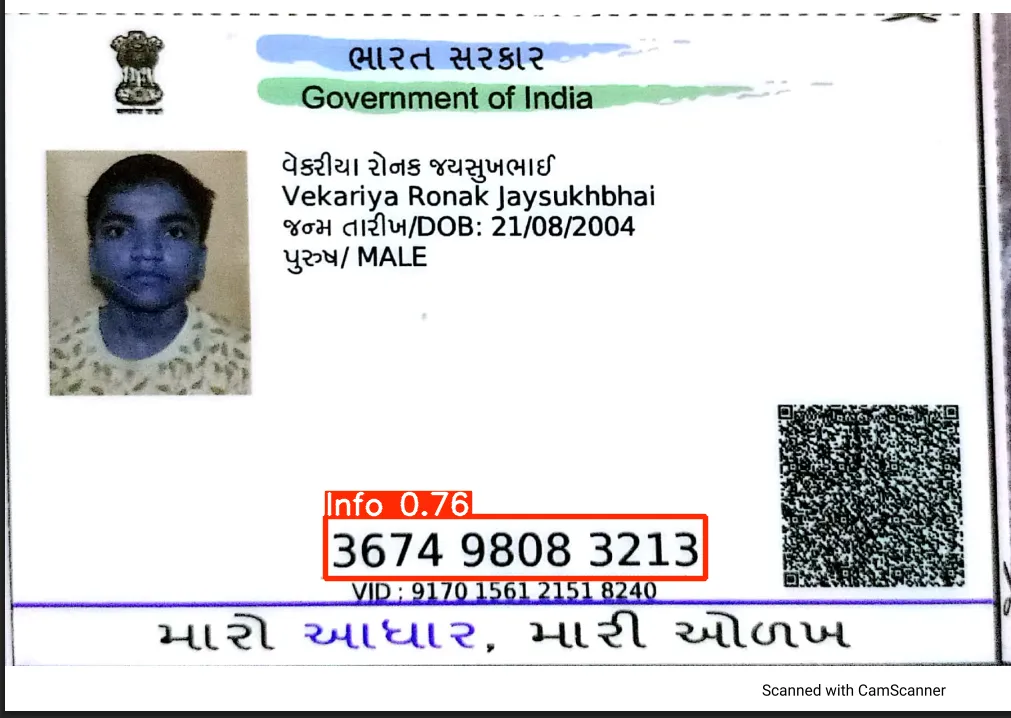 ભારત સરકાર
Government of India
વેકરીયા રોનક જયસુખભાઈ
Vekariya Ronak Jaysukhbhai
જન્મ તારીખ/DOB: 21/08/2004
પુરુષ/ MALE
Info 0.76
3674 9808 3213
VID : 9170 1561 2151 8240
મારો આધાર, મારી ઓળખ
Scanned with CamScanner